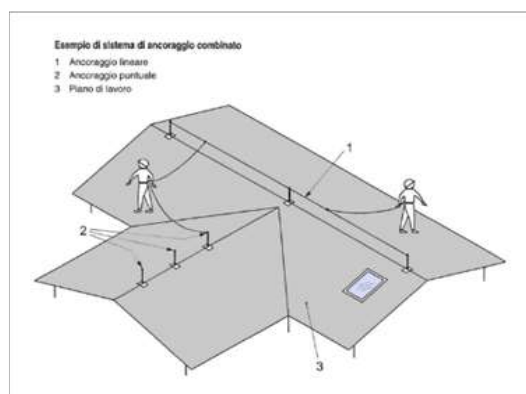 Esempio di sistema di ancoraggio combinato
1 Ancoraggio lineare
2 Ancoraggio puntuale
3 Piano di lavoro
1
2
3